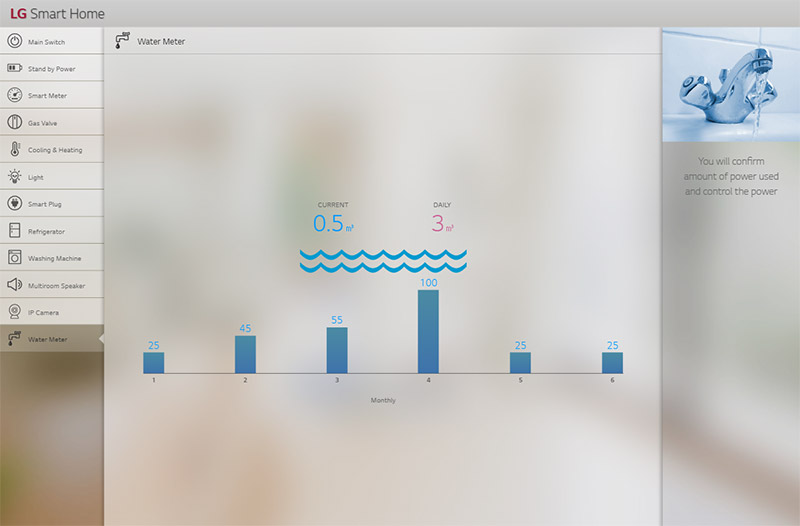 LG Smart Home
Main Switch
Stand by Power
Smart Meter
Gas Valve
Cooling & Heating
Light
Smart Plug
Refrigerator
Washing Machine
Multiroom Speaker
IP Camera
Water Meter
Water Meter
CURRENT
0.5 m³
DAILY
3 m³
25
45
55
100
25
25
1
2
3
4
5
6
Monthly
You will confirm
amount of power used
and control the power